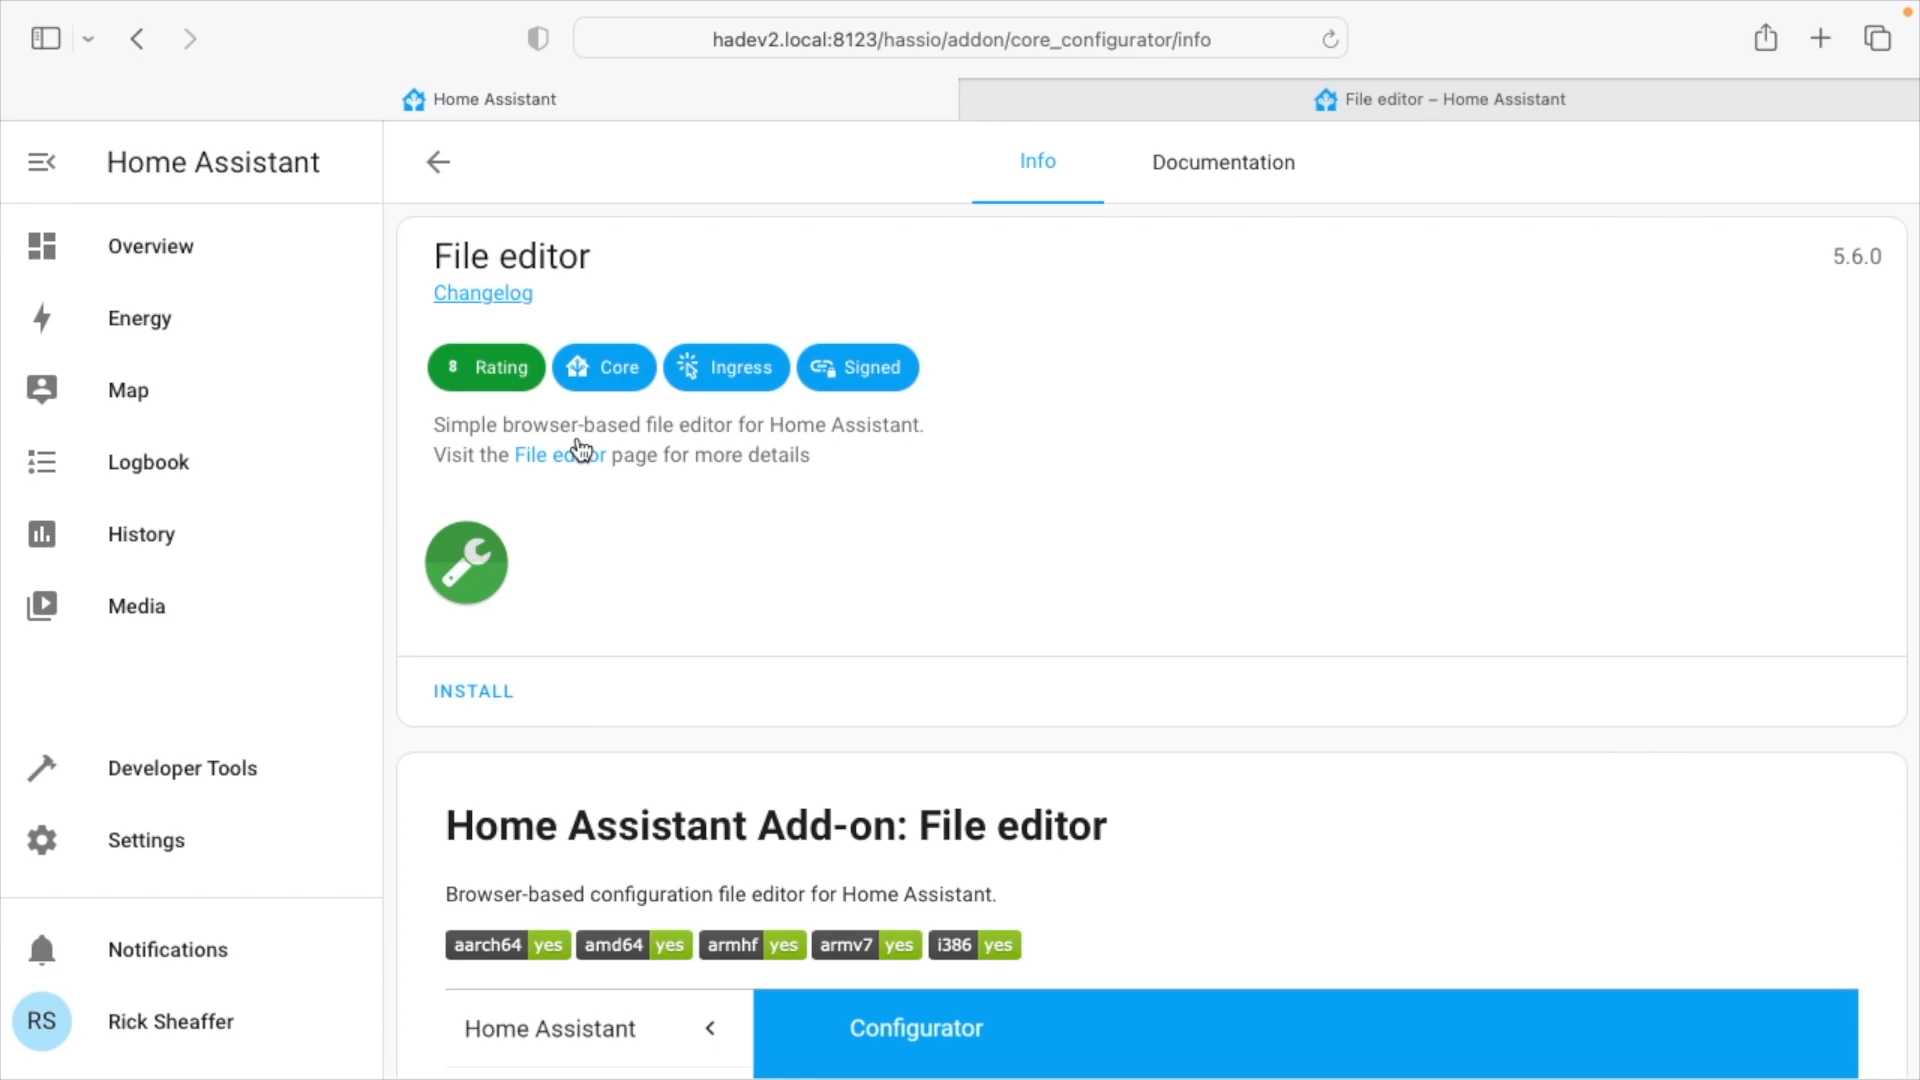 hadev2.local:8123/hassio/addon/core_configurator/info
Home Assistant
File editor – Home Assistant
Home Assistant
Info
Documentation
Overview
Energy
Map
Logbook
History
Media
Developer Tools
Settings
Notifications
RS
Rick Sheaffer
File editor
5.6.0
Changelog
8 Rating
Core
Ingress
Signed
Simple browser-based file editor for Home Assistant.
Visit the File editor page for more details
INSTALL
Home Assistant Add-on: File editor
Browser-based configuration file editor for Home Assistant.
aarch64 yes
amd64 yes
armhf yes
armv7 yes
i386 yes
Home Assistant
Configurator